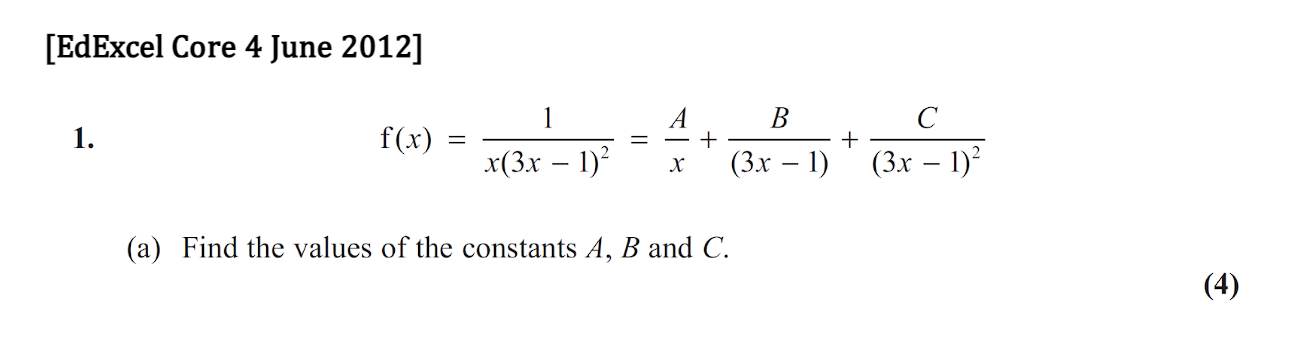 [EdExcel Core 4 June 2012]
1. f(x) = 1/(x(3x − 1)²) = A/x + B/(3x − 1) + C/(3x − 1)²
(a) Find the values of the constants A, B and C.
(4)